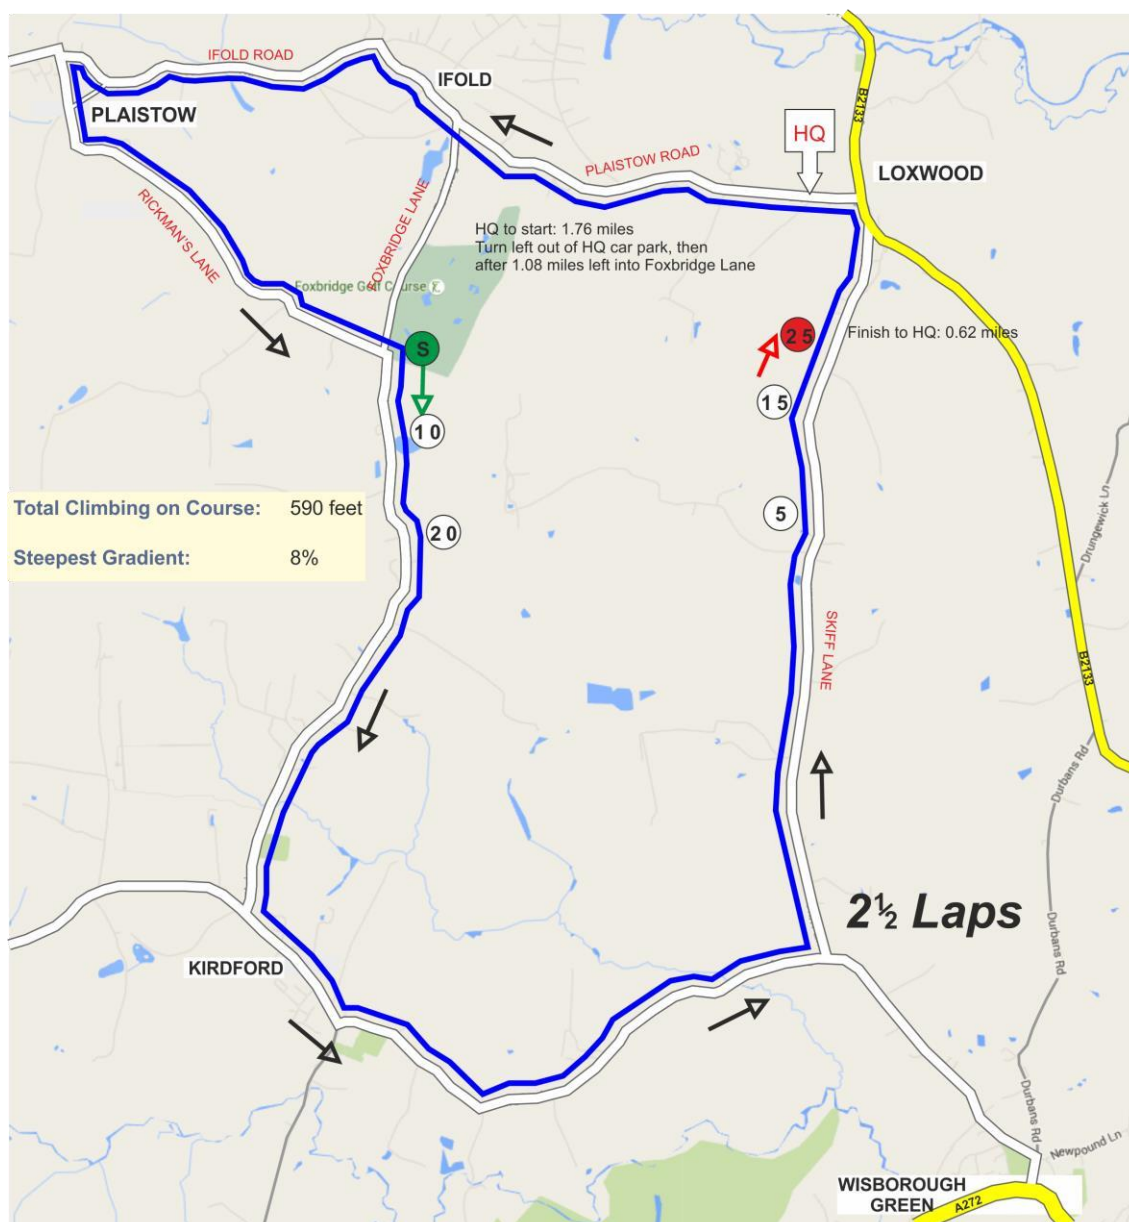 IFOLD ROAD
IFOLD
PLAISTOW
B2133
HQ
PLAISTOW ROAD
LOXWOOD
RICKMAN'S LANE
FOXBRIDGE LANE
HQ to start: 1.76 miles
Turn left out of HQ car park, then
after 1.08 miles left into Foxbridge Lane
Foxbridge Golf Course
S
25
Finish to HQ: 0.62 miles
15
10
5
20
Total Climbing on Course: 590 feet
Steepest Gradient: 8%
Drungewick Ln
SKIFF LANE
B2133
Durbans Rd
2½ Laps
Durbans Rd
KIRDFORD
Durbans Rd
Newpound Ln
WISBOROUGH
GREEN
A272